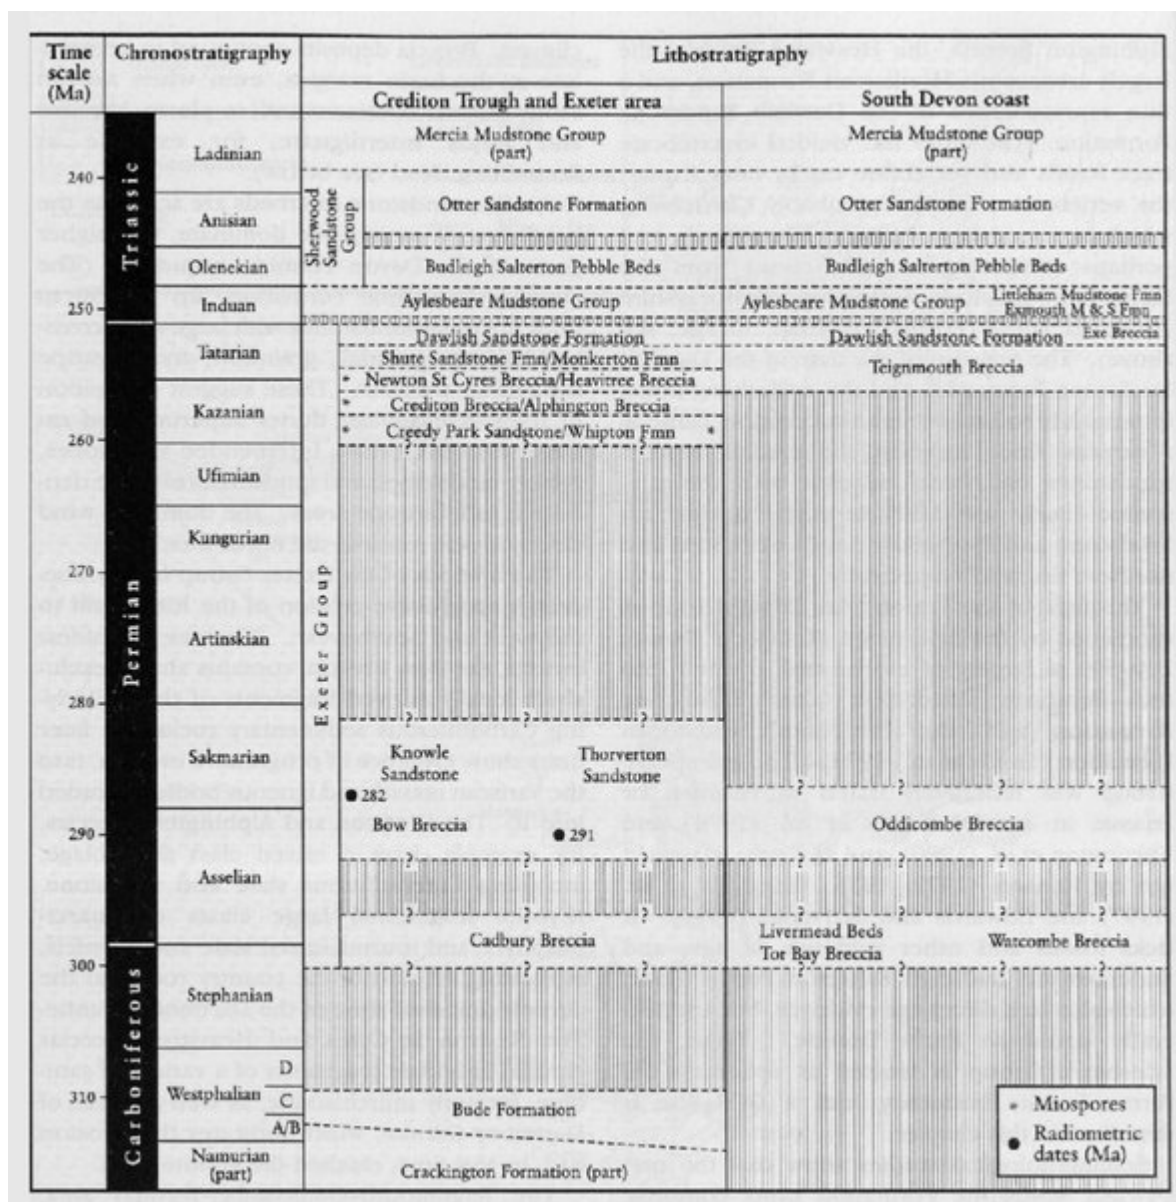 Time scale (Ma) Chronostratigraphy Lithostratigraphy
Crediton Trough and Exeter area South Devon coast
Triassic
Permian
Carboniferous
240
250
260
270
280
290
300
310
Ladinian
Anisian
Olenekian
Induan
Tatarian
Kazanian
Ufimian
Kungurian
Artinskian
Sakmarian
Asselian
Stephanian
Westphalian
D
C
A/B
Namurian
(part)
Sherwood
Sandstone
Group
Exeter Group
Mercia Mudstone Group
(part)
Otter Sandstone Formation
Budleigh Salterton Pebble Beds
Aylesbeare Mudstone Group
Dawlish Sandstone Formation
Shute Sandstone Fmn/Monkerton Fmn
* Newton St Cyres Breccia/Heavitree Breccia
* Crediton Breccia/Alphington Breccia
* Creedy Park Sandstone/Whipton Fmn *
? ? ?
? ? ?
Knowle
Sandstone
Thorverton
Sandstone
282
Bow Breccia
291
? ? ?
? ? ?
Cadbury Breccia
? ? ?
Bude Formation
Crackington Formation (part)
Mercia Mudstone Group
(part)
Otter Sandstone Formation
Budleigh Salterton Pebble Beds
Aylesbeare Mudstone Group
Littleham Mudstone Fmn
Exmouth M & S Fmn
Dawlish Sandstone Formation
Exe Breccia
Teignmouth Breccia
? ? ? ?
Oddicombe Breccia
? ? ? ?
? ? ? ?
Livermead Beds
Tor Bay Breccia
Watcombe Breccia
? ? ? ?
* Miospores
● Radiometric
dates (Ma)